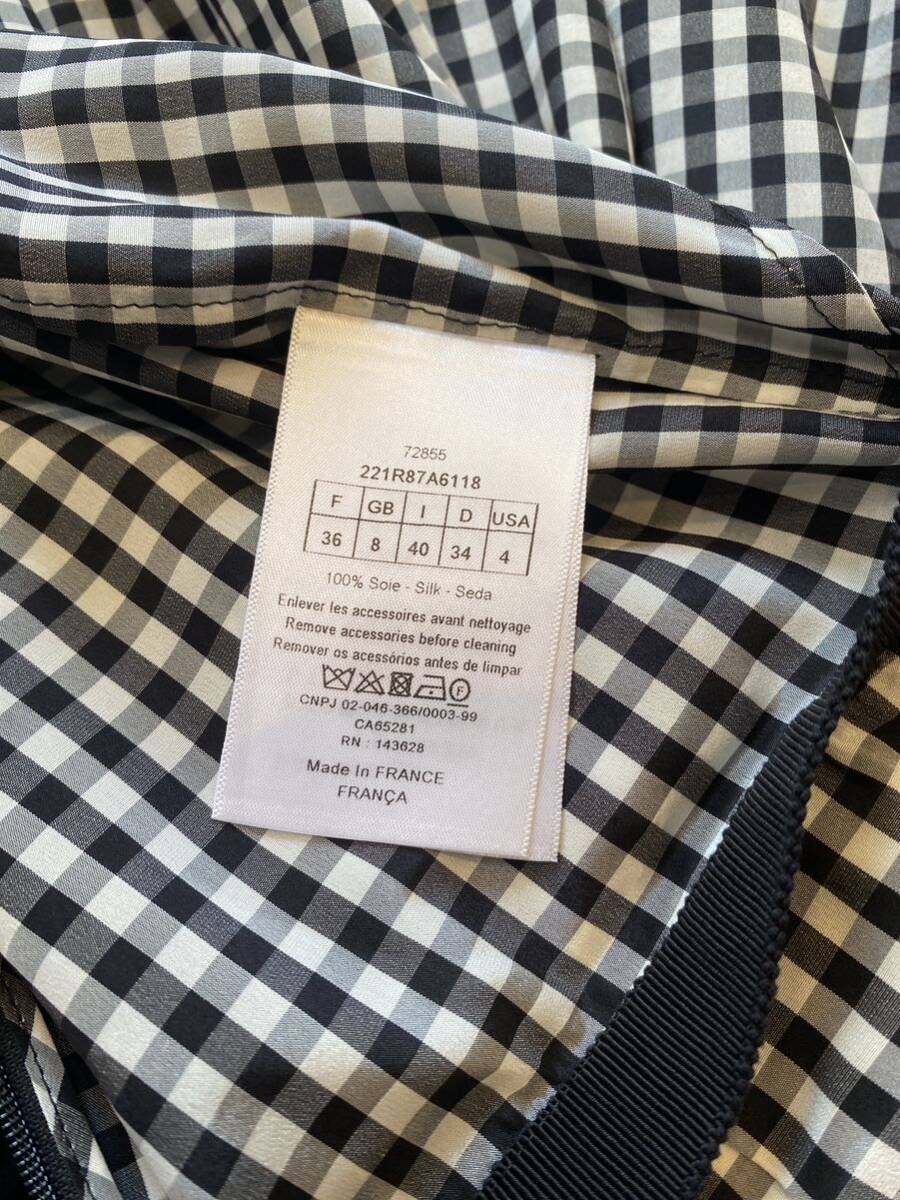 72855
221R87A6118
F GB I D USA
36 8 40 34 4
100% Soie - Silk - Seda
Enlever les accessoires avant nettoyage
Remove accessories before cleaning
Remover os acessórios antes de limpar
F
CNPJ 02-046-366/0003-99
CA65281
RN : 143628
Made In FRANCE
FRANÇA